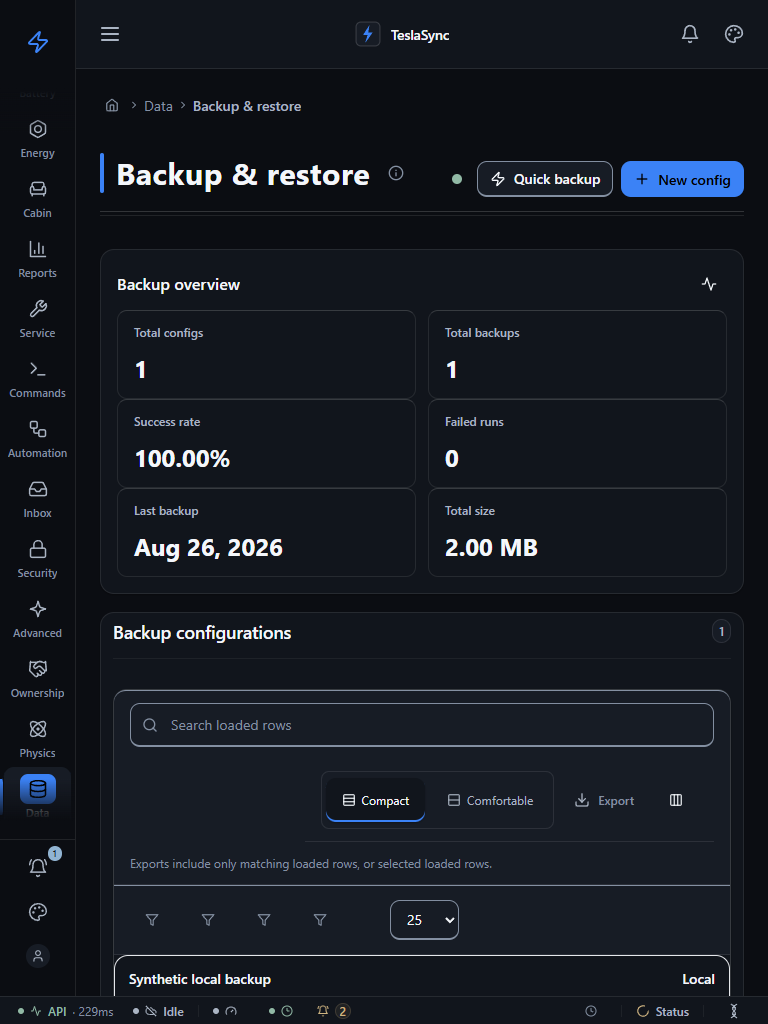 TeslaSync
Battery
Energy
Cabin
Reports
Service
Commands
Automation
Inbox
Security
Advanced
Ownership
Physics
Data
1
Data
Backup & restore
Backup & restore
Quick backup
New config
Backup overview
Total configs
1
Total backups
1
Success rate
100.00%
Failed runs
0
Last backup
Aug 26, 2026
Total size
2.00 MB
Backup configurations
1
Search loaded rows
Compact
Comfortable
Export
Exports include only matching loaded rows, or selected loaded rows.
25
Synthetic local backup
Local
API · 229ms
Idle
2
Status